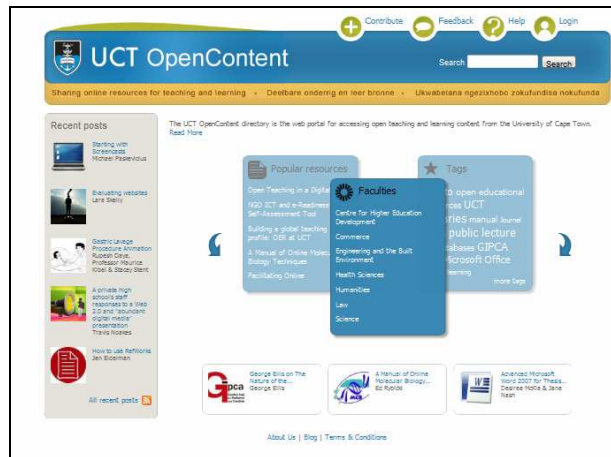 Contribute Feedback Help Login
UCT OpenContent
Search Search
Sharing online resources for teaching and learning • Deelbare onderrig en leer bronne • Ukwabelana ngezixhobo zokufundisa nokufunda
Recent posts
Starting with
Screencasts
Michael Paskevicius
Evaluating websites
Lara Skelly
Gastric Lavage
Procedure Animation
Rupesh Daya,
Professor Maurice
Kibel & Stacey Stent
A private high
school's staff
responses to a Web
2.0 and "abundant
digital media"
presentation
Travis Noakes
How to use RefWorks
Jen Eidelman
All recent posts
The UCT OpenContent directory is the web portal for accessing open teaching and learning content from the University of Cape Town.
Read More
Popular resources
Open Teaching in a Digital
NGO ICT and e-Readiness
Self-Assessment Tool
Building a global teaching
profile: OER at UCT
A Manual of Online Molecular
Biology Techniques
Facilitating Online
Faculties
Centre for Higher Education
Development
Commerce
Engineering and the Built
Environment
Health Sciences
Humanities
Law
Science
Tags
open educational
UCT
manual Journal
public lecture
GIPCA
Microsoft Office
learning
more tags
Gipca
George Ellis on The
Nature of the...
George Ellis
MCB
A Manual of Online
Molecular Biology...
Ed Rybicki
W
Advanced Microsoft
Word 2007 for Thesis...
Desiree Mollie & Jane
Nash
About Us | Blog | Terms & Conditions